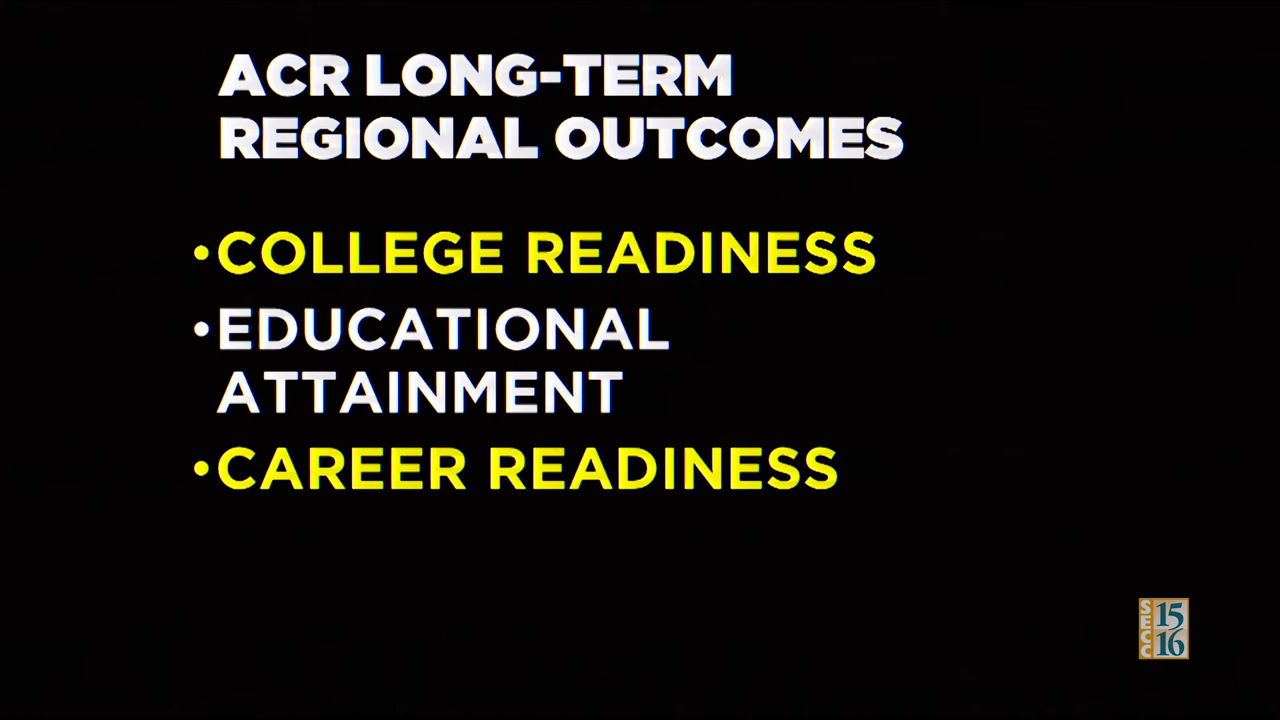 ACR LONG-TERM
REGIONAL OUTCOMES
•COLLEGE READINESS
•EDUCATIONAL
ATTAINMENT
•CAREER READINESS
SECC
15
16